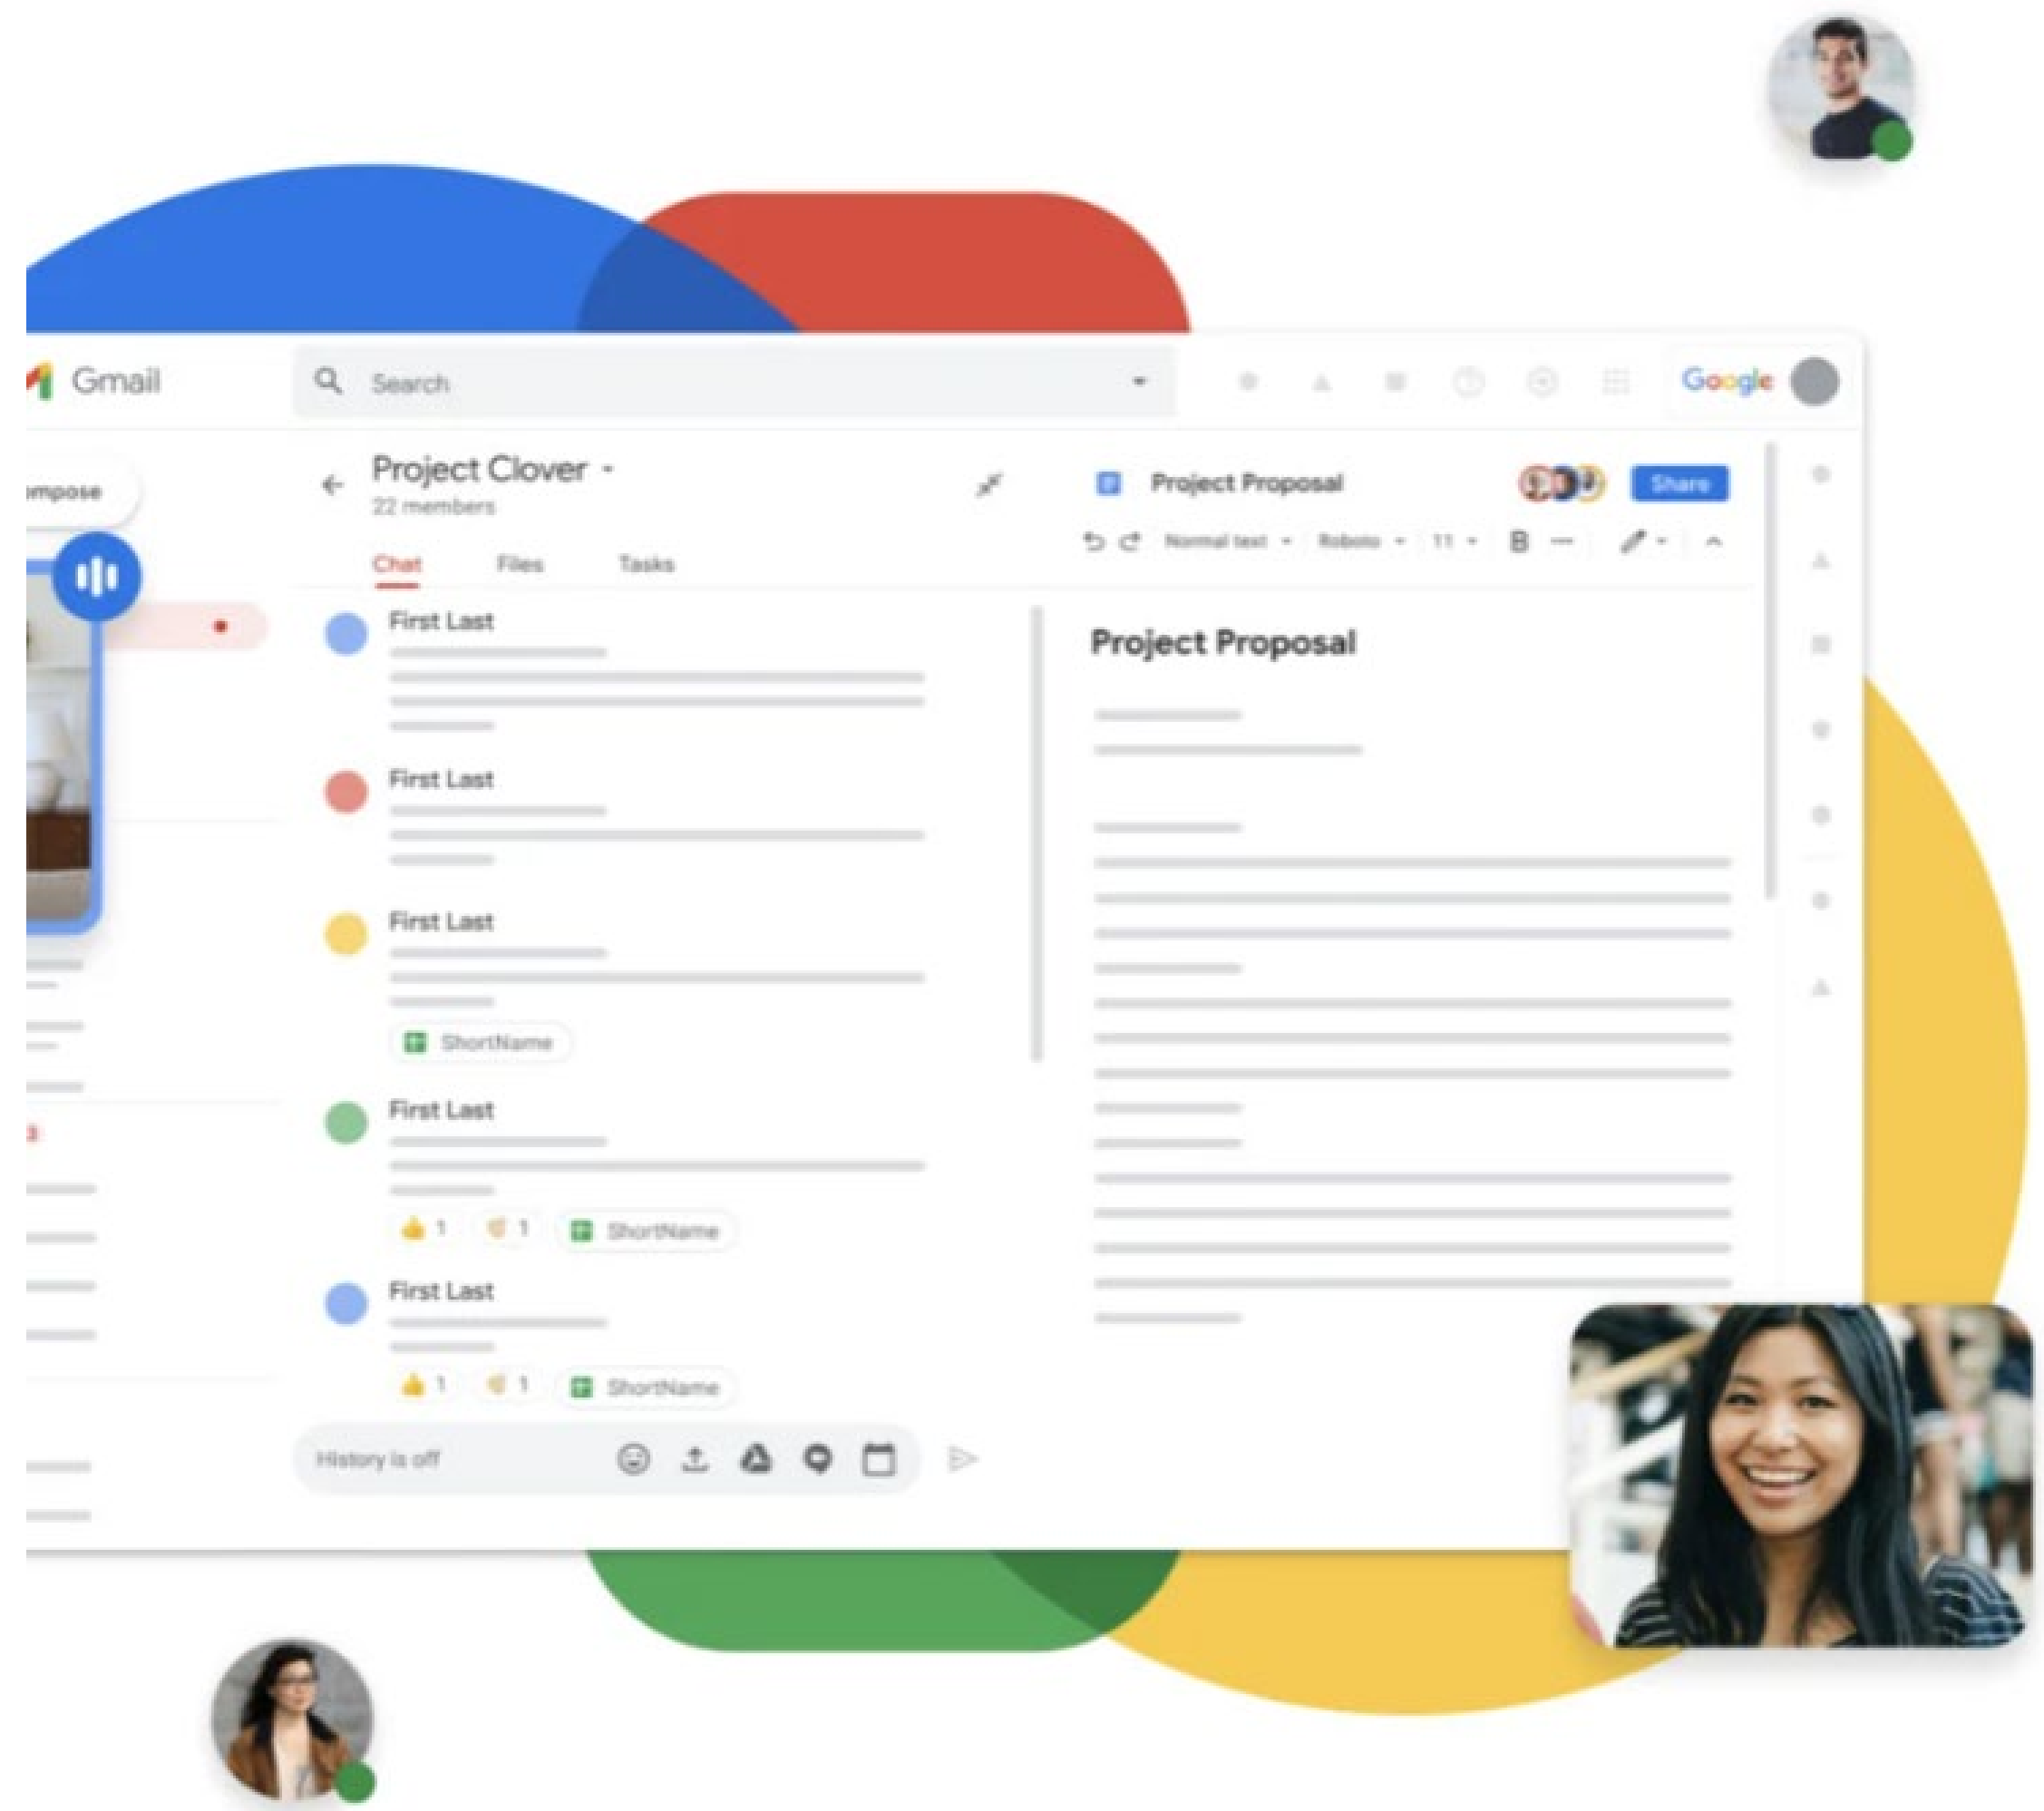 Gmail
Search
Google
ompose
Project Clover
22 members
Chat Files Tasks
First Last
First Last
First Last
ShortName
First Last
1 1 ShortName
First Last
1 1 ShortName
History is off
3
Project Proposal
Share
Normal text Roboto 11 B
Project Proposal